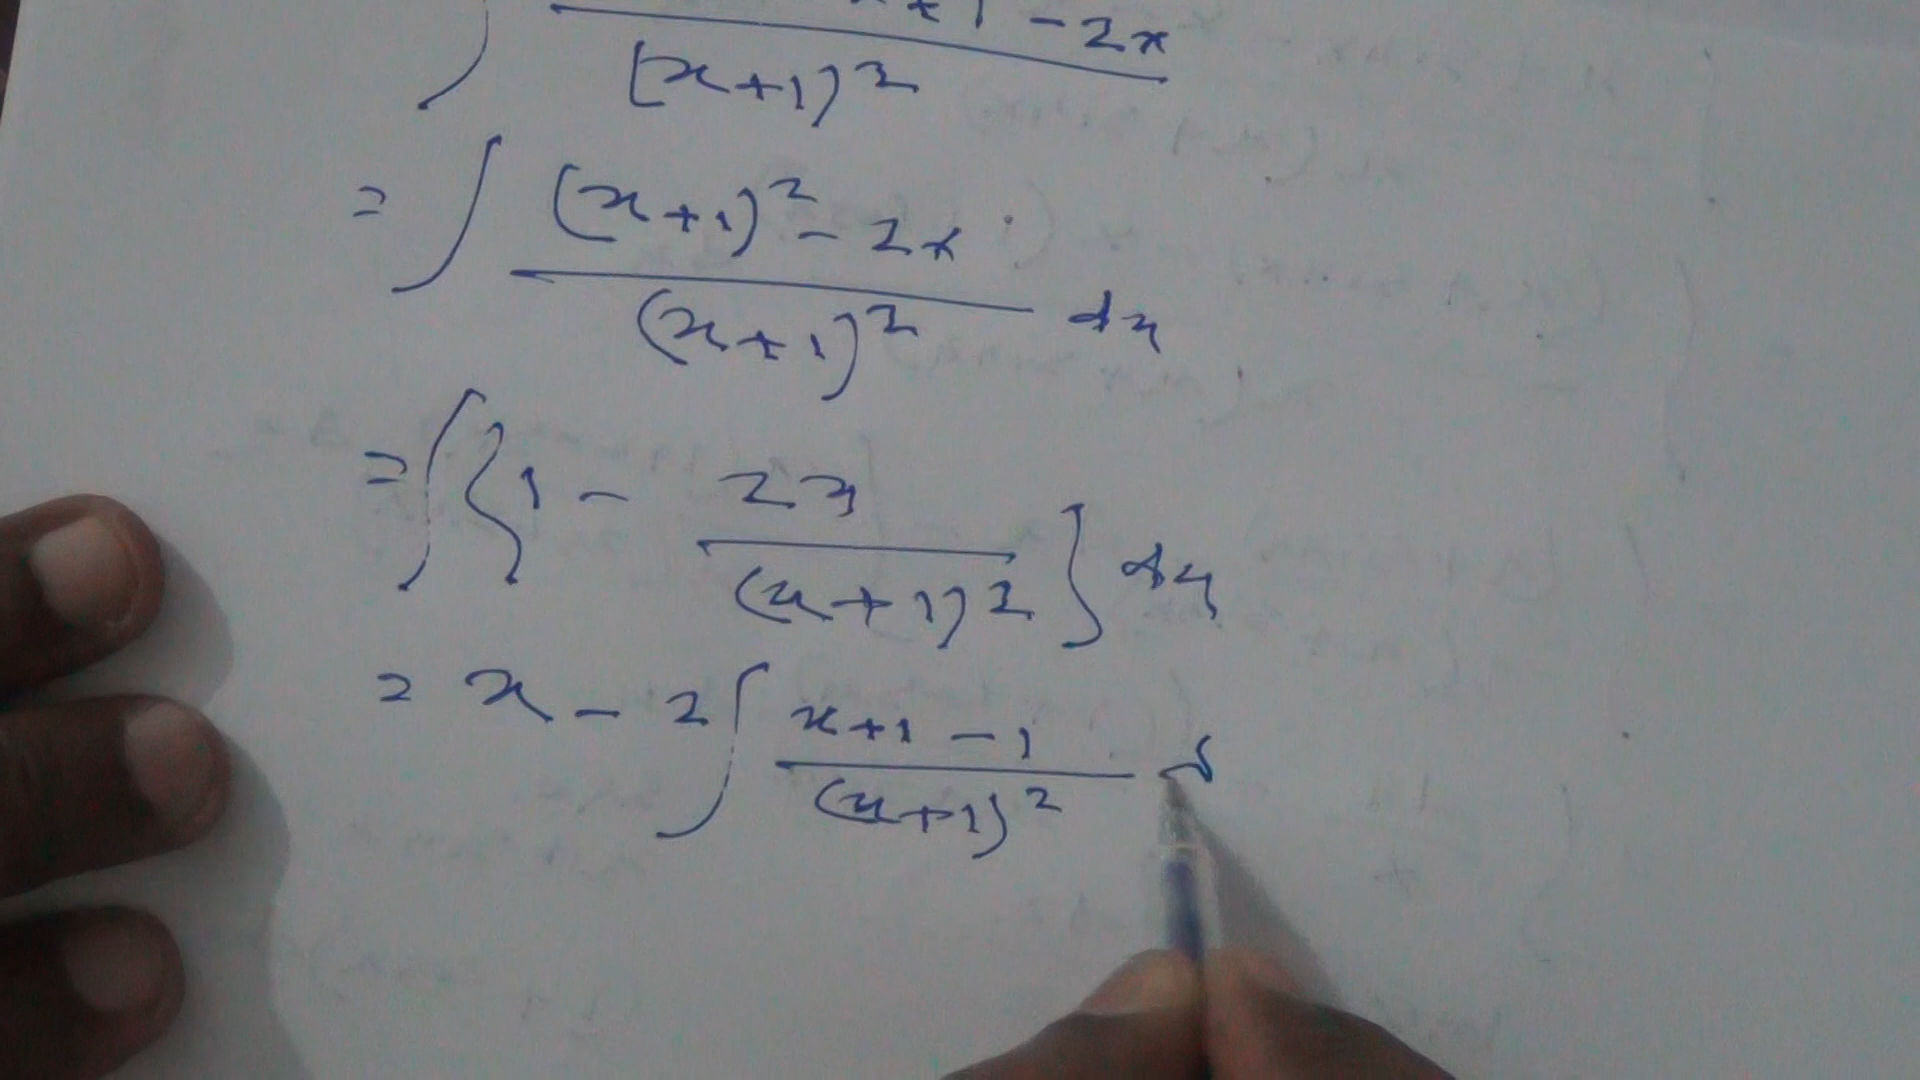 ∫ +1 - 2x / (x+1)²
= ∫ (x+1)² - 2x / (x+1)² dx
= ∫ { 1 - 2x / (x+1)² } dx
= x - 2 ∫ x+1 - 1 / (x+1)²